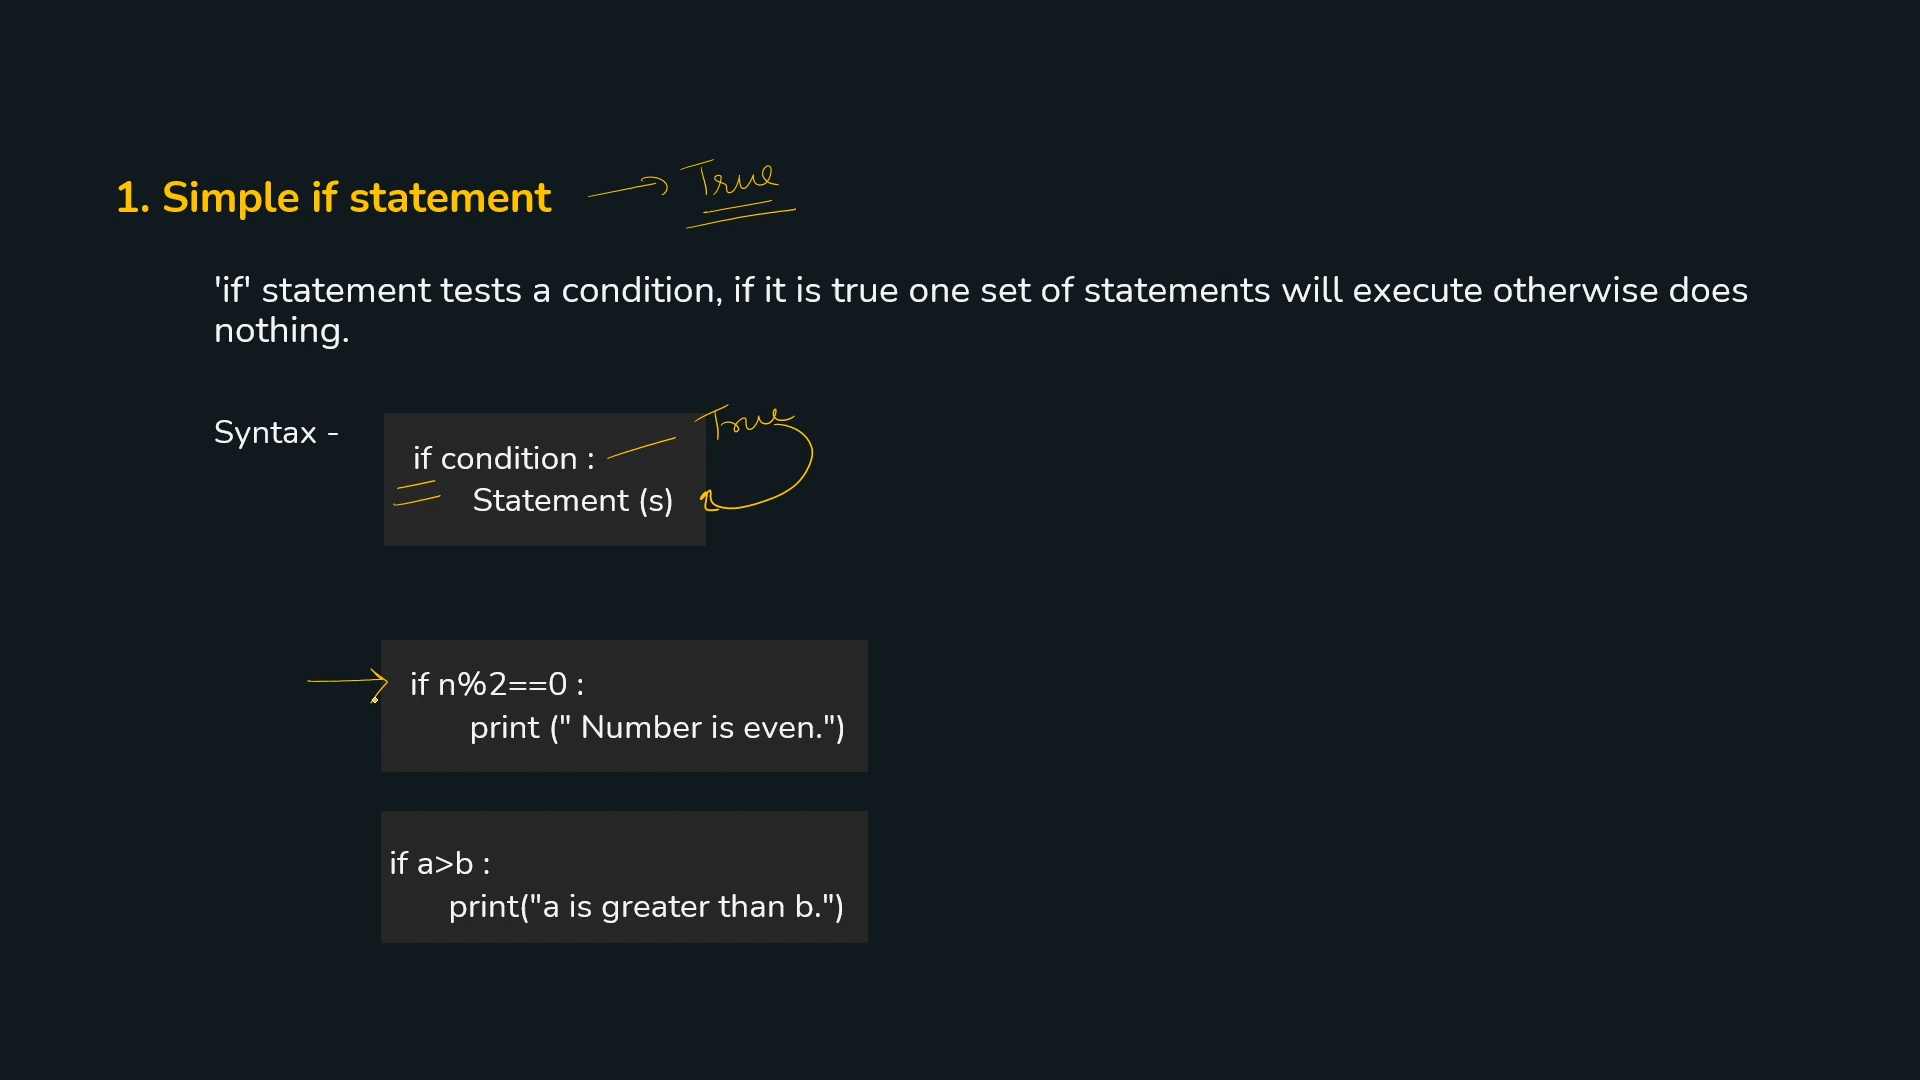 1. Simple if statement True
'if' statement tests a condition, if it is true one set of statements will execute otherwise does
nothing.
Syntax -
if condition : True
Statement (s)
if n%2==0 :
print (" Number is even.")
if a>b :
print("a is greater than b.")